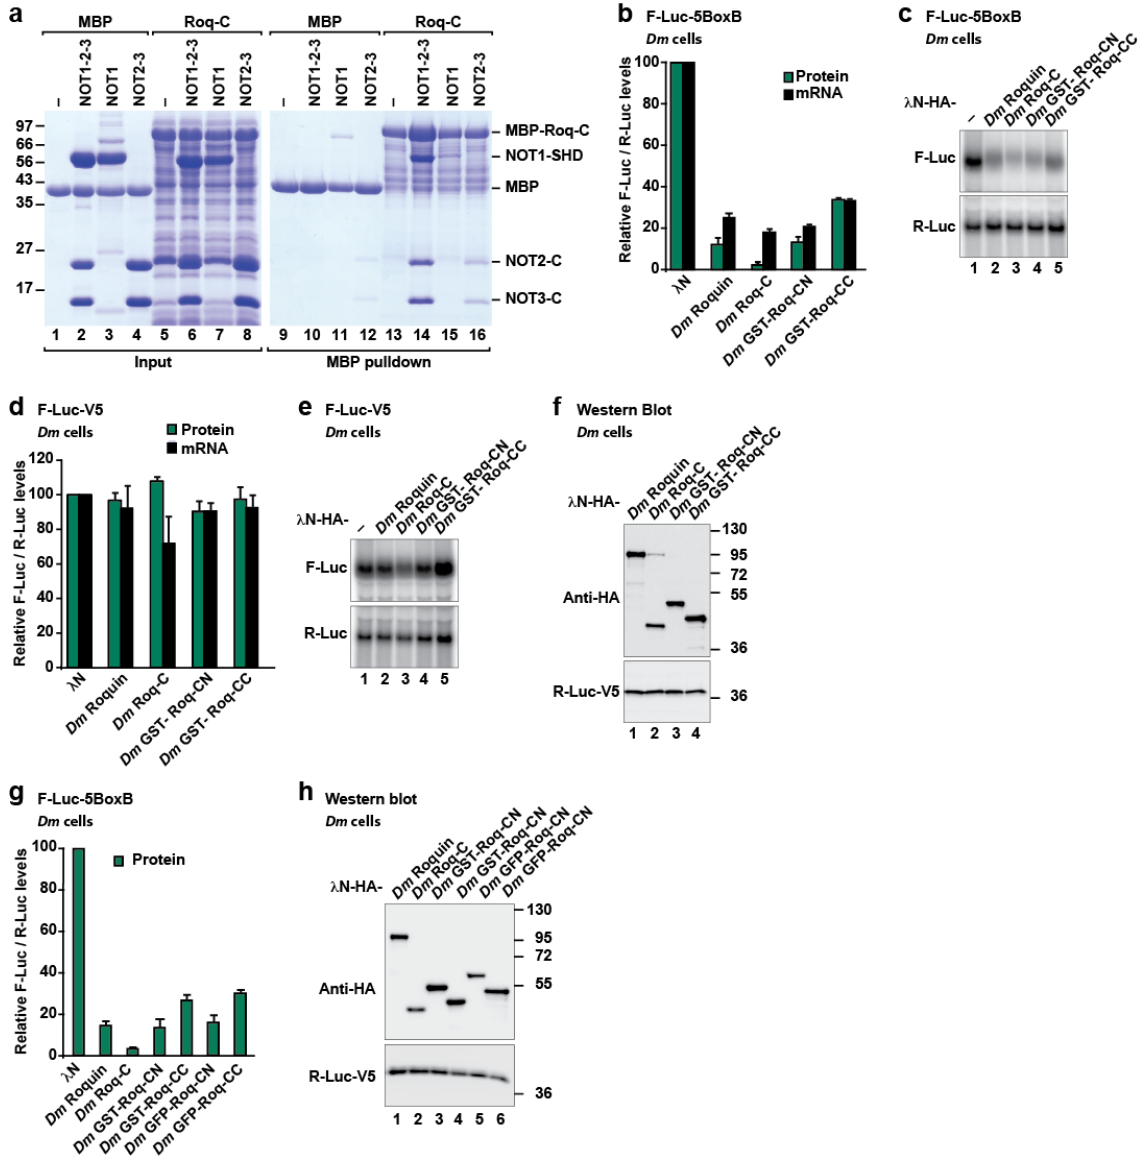 a
MBP Roq-C MBP Roq-C
– NOT1-2-3 NOT1 NOT2-3 – NOT1-2-3 NOT1 NOT2-3 – NOT1-2-3 NOT1 NOT2-3 – NOT1-2-3 NOT1 NOT2-3
97
66
56
43
35
27
17
MBP-Roq-C
NOT1-SHD
MBP
NOT2-C
NOT3-C
1 2 3 4 5 6 7 8 9 10 11 12 13 14 15 16
Input MBP pulldown
b F-Luc-5BoxB
Dm cells
Protein
mRNA
Relative F-Luc / R-Luc levels
100
80
60
40
20
0
λN Dm Roquin Dm Roq-C Dm GST-Roq-CN Dm GST-Roq-CC
c F-Luc-5BoxB
Dm cells
λN-HA- – Dm Roquin Dm Roq-C Dm GST- Roq-CN Dm GST- Roq-CC
F-Luc
R-Luc
1 2 3 4 5
d F-Luc-V5
Dm cells
Protein
mRNA
Relative F-Luc / R-Luc levels
120
100
80
60
40
20
0
λN Dm Roquin Dm Roq-C Dm GST- Roq-CN Dm GST- Roq-CC
e F-Luc-V5
Dm cells
λN-HA- – Dm Roquin Dm Roq-C Dm GST- Roq-CN Dm GST- Roq-CC
F-Luc
R-Luc
1 2 3 4 5
f Western Blot
Dm cells
λN-HA- Dm Roquin Dm Roq-C Dm GST- Roq-CN Dm GST- Roq-CC
130
95
72
55
Anti-HA
36
R-Luc-V5 36
1 2 3 4
g F-Luc-5BoxB
Dm cells
Protein
Relative F-Luc / R-Luc levels
100
80
60
40
20
0
λN Dm Roquin Dm Roq-C Dm GST-Roq-CN Dm GST-Roq-CC Dm GFP-Roq-CN Dm GFP-Roq-CC
h Western blot
Dm cells
λN-HA- Dm Roquin Dm Roq-C Dm GST-Roq-CN Dm GST-Roq-CN Dm GFP-Roq-CN Dm GFP-Roq-CN
130
95
72
55
Anti-HA
R-Luc-V5
36
1 2 3 4 5 6